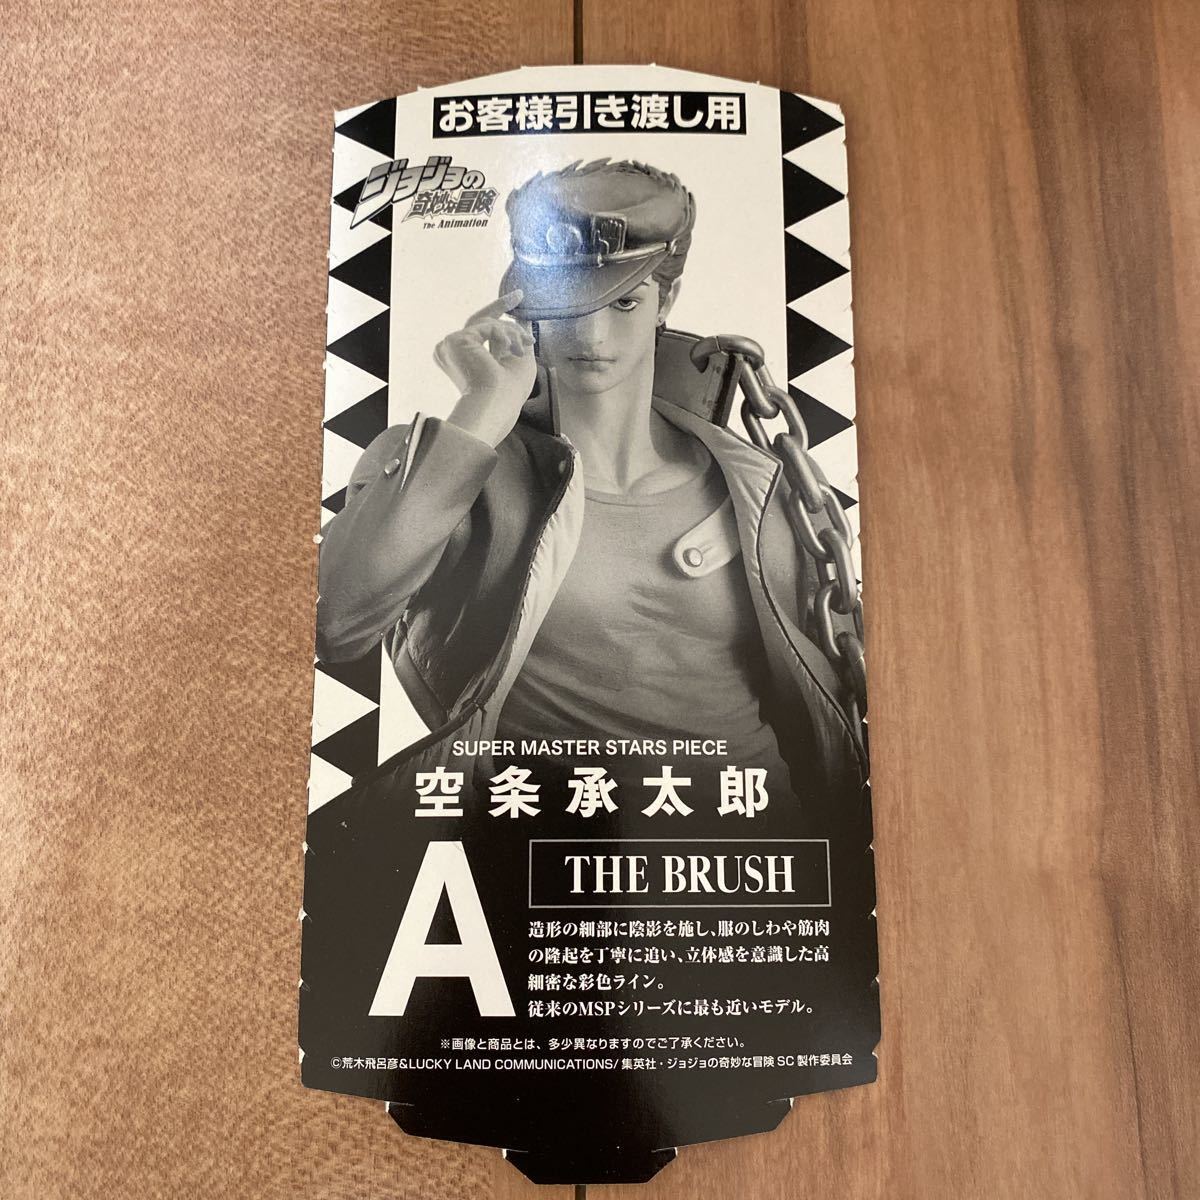 お客様引き渡し用
ジョジョの
奇妙な冒険
The Animation
SUPER MASTER STARS PIECE
空条承太郎
A
THE BRUSH
造形の細部に陰影を施し、服のしわや筋肉
の隆起を丁寧に追い、立体感を意識した高
細密な彩色ライン。
従来のMSPシリーズに最も近いモデル。
※画像と商品とは、多少異なりますのでご了承ください。
©荒木飛呂彦&LUCKY LAND COMMUNICATIONS/集英社・ジョジョの奇妙な冒険SC製作委員会